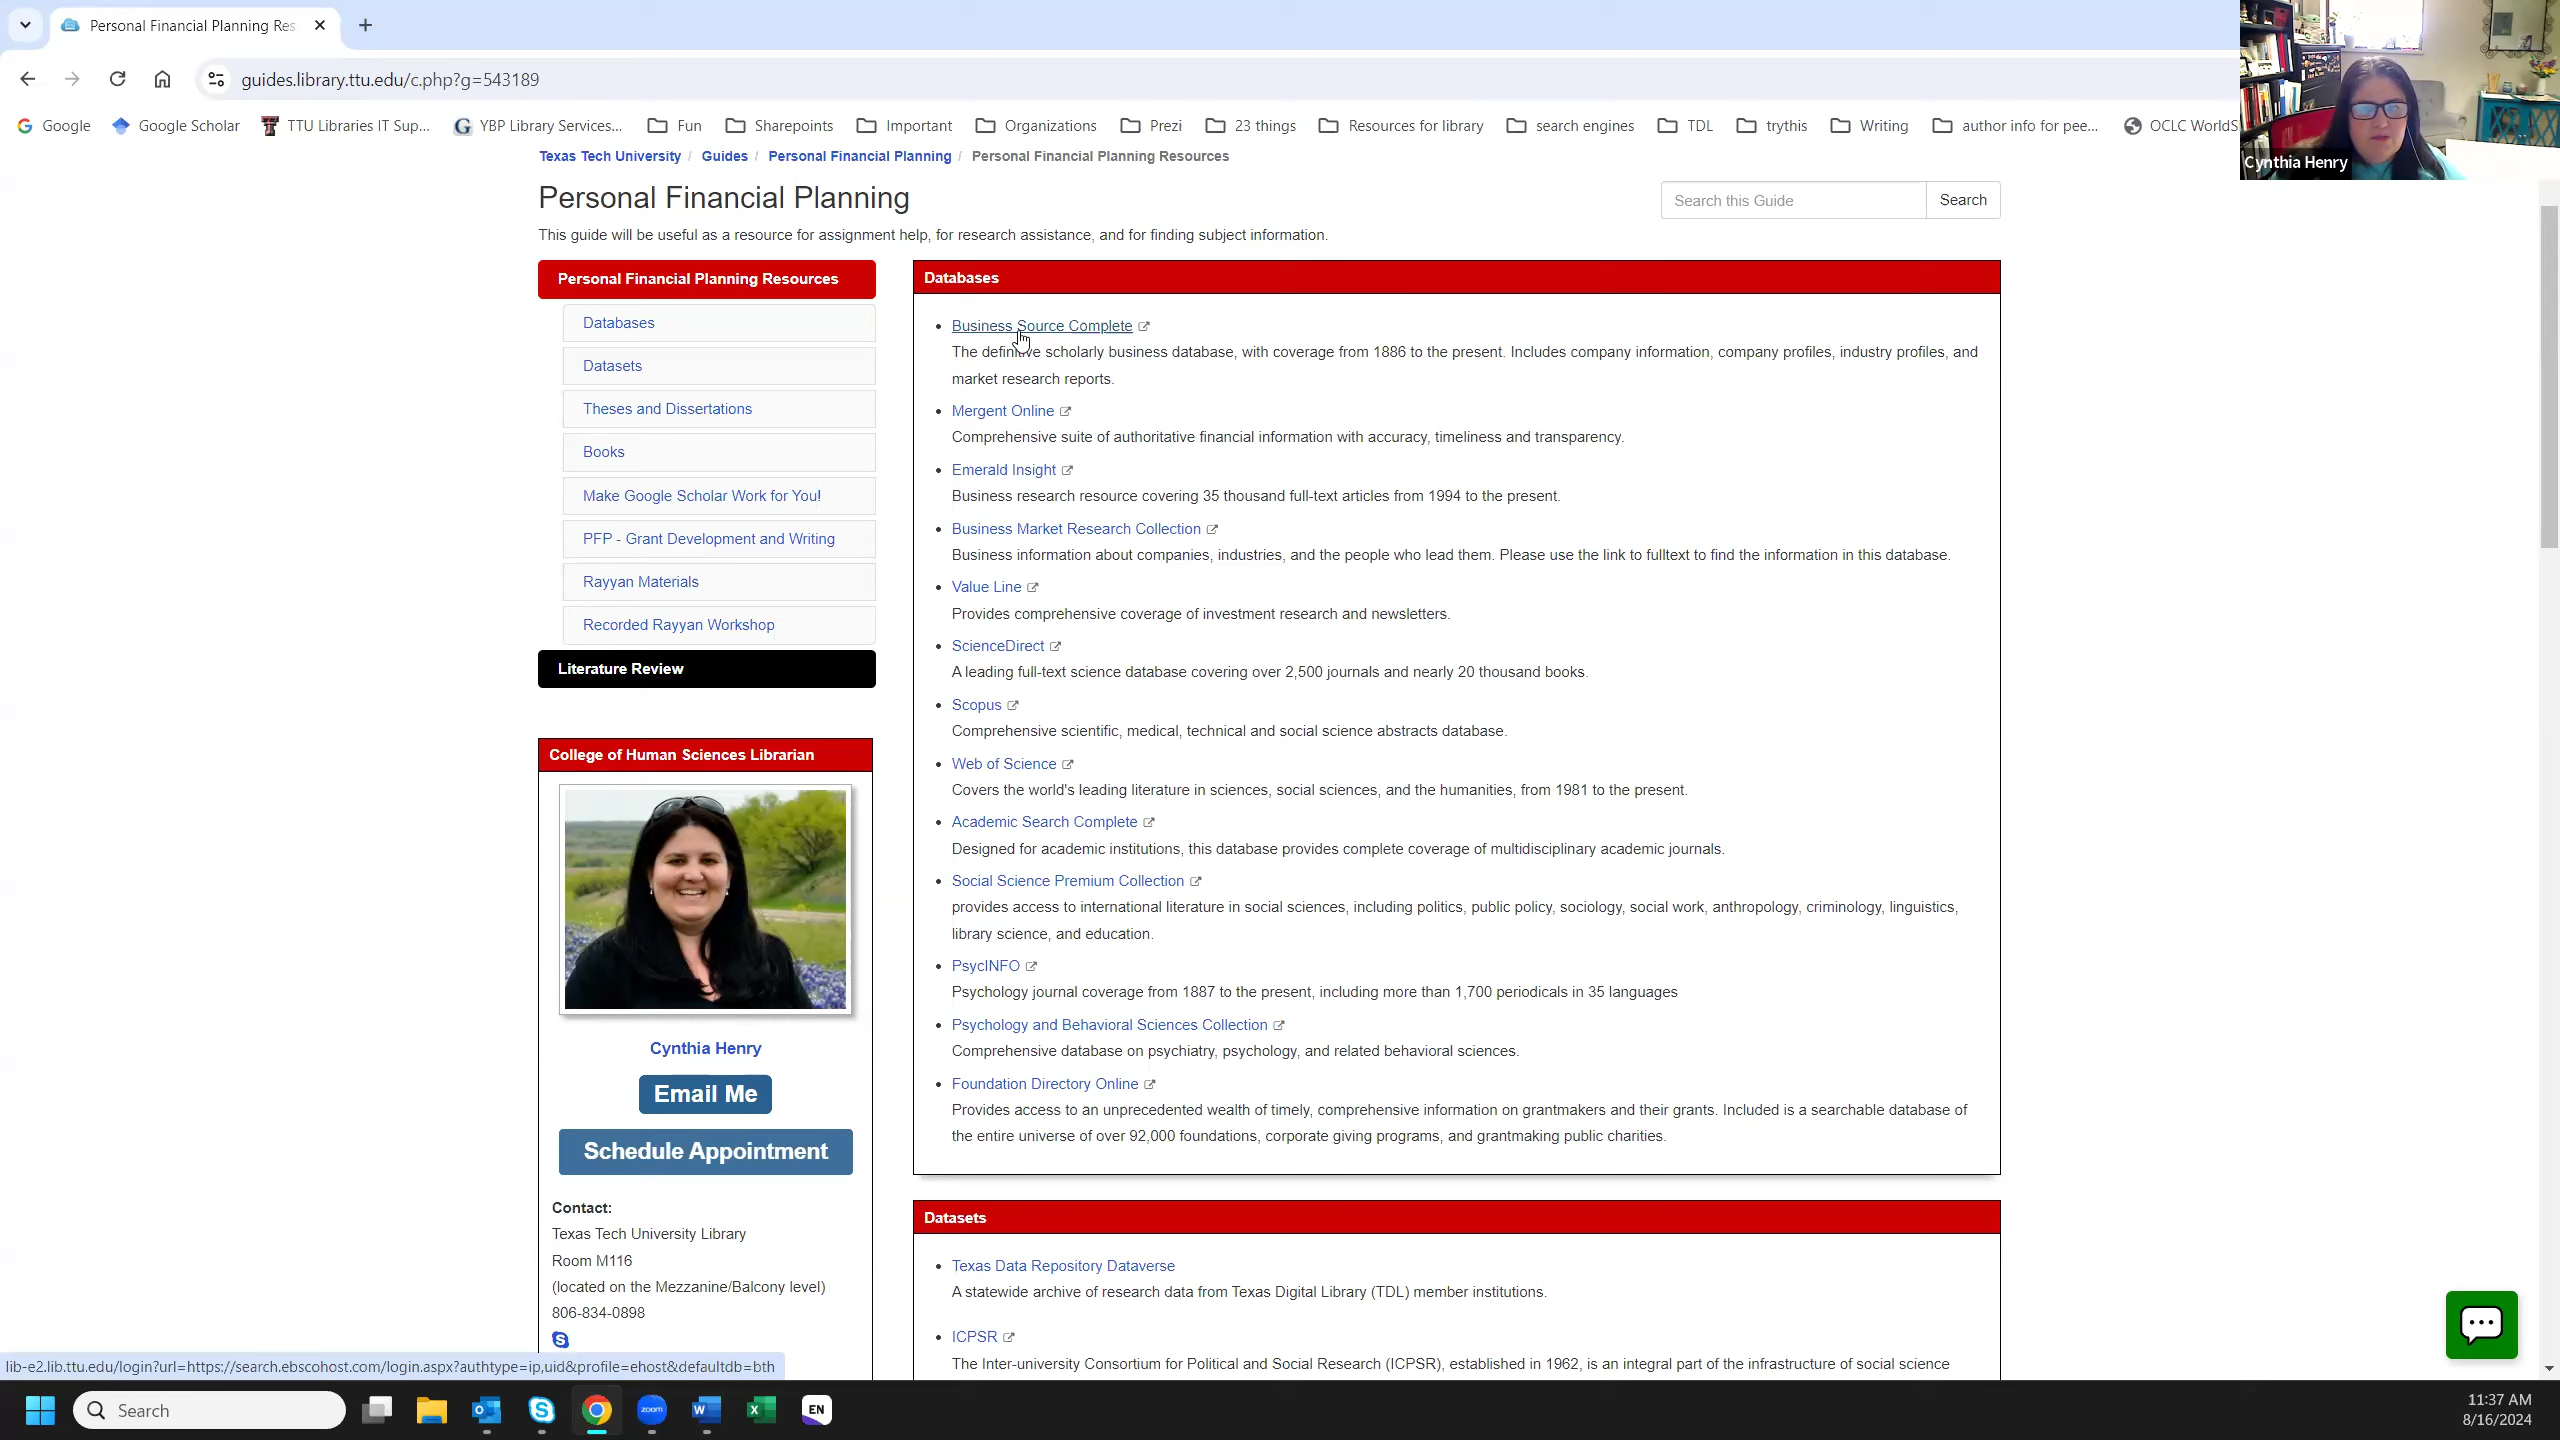 Personal Financial Planning Res
guides.library.ttu.edu/c.php?g=543189
Google
Google Scholar
TTU Libraries IT Sup...
YBP Library Services...
Fun
Sharepoints
Important
Organizations
Prezi
23 things
Resources for library
search engines
TDL
trythis
Writing
author info for pee...
OCLC WorldS
Cynthia Henry
Texas Tech University / Guides / Personal Financial Planning / Personal Financial Planning Resources
Personal Financial Planning
Search this Guide
Search
This guide will be useful as a resource for assignment help, for research assistance, and for finding subject information.
Personal Financial Planning Resources
Databases
Datasets
Theses and Dissertations
Books
Make Google Scholar Work for You!
PFP - Grant Development and Writing
Rayyan Materials
Recorded Rayyan Workshop
Literature Review
College of Human Sciences Librarian
Cynthia Henry
Email Me
Schedule Appointment
Contact:
Texas Tech University Library
Room M116
(located on the Mezzanine/Balcony level)
806-834-0898
Databases
Business Source Complete
The definitive scholarly business database, with coverage from 1886 to the present. Includes company information, company profiles, industry profiles, and
market research reports.
Mergent Online
Comprehensive suite of authoritative financial information with accuracy, timeliness and transparency.
Emerald Insight
Business research resource covering 35 thousand full-text articles from 1994 to the present.
Business Market Research Collection
Business information about companies, industries, and the people who lead them. Please use the link to fulltext to find the information in this database.
Value Line
Provides comprehensive coverage of investment research and newsletters.
ScienceDirect
A leading full-text science database covering over 2,500 journals and nearly 20 thousand books.
Scopus
Comprehensive scientific, medical, technical and social science abstracts database.
Web of Science
Covers the world's leading literature in sciences, social sciences, and the humanities, from 1981 to the present.
Academic Search Complete
Designed for academic institutions, this database provides complete coverage of multidisciplinary academic journals.
Social Science Premium Collection
provides access to international literature in social sciences, including politics, public policy, sociology, social work, anthropology, criminology, linguistics,
library science, and education.
PsycINFO
Psychology journal coverage from 1887 to the present, including more than 1,700 periodicals in 35 languages
Psychology and Behavioral Sciences Collection
Comprehensive database on psychiatry, psychology, and related behavioral sciences.
Foundation Directory Online
Provides access to an unprecedented wealth of timely, comprehensive information on grantmakers and their grants. Included is a searchable database of
the entire universe of over 92,000 foundations, corporate giving programs, and grantmaking public charities.
Datasets
Texas Data Repository Dataverse
A statewide archive of research data from Texas Digital Library (TDL) member institutions.
ICPSR
The Inter-university Consortium for Political and Social Research (ICPSR), established in 1962, is an integral part of the infrastructure of social science
lib-e2.lib.ttu.edu/login?url=https://search.ebscohost.com/login.aspx?authtype=ip,uid&profile=ehost&defaultdb=bth
Search
zoom
EN
11:37 AM
8/16/2024